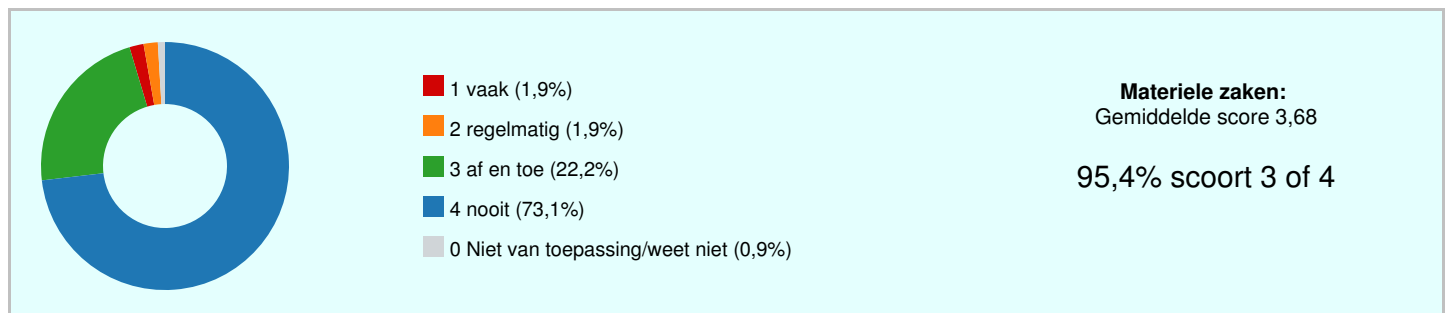 1 vaak (1,9%)
2 regelmatig (1,9%)
3 af en toe (22,2%)
4 nooit (73,1%)
0 Niet van toepassing/weet niet (0,9%)
Materiele zaken:
Gemiddelde score 3,68
95,4% scoort 3 of 4